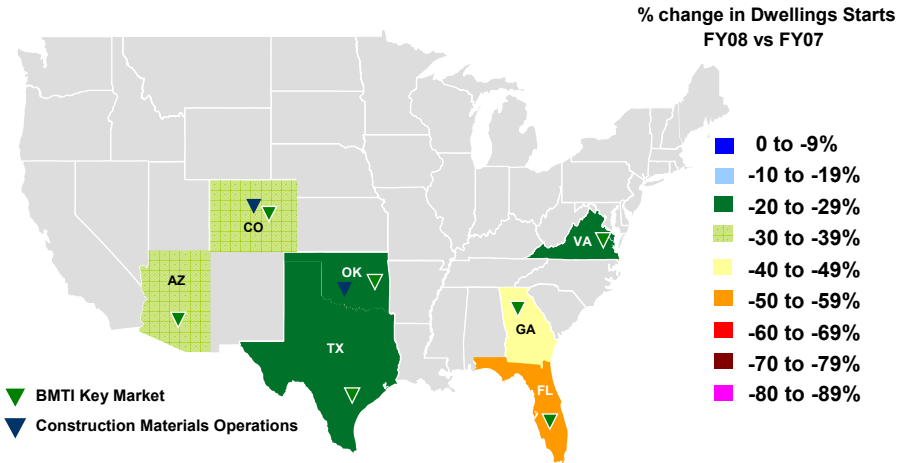 % change in Dwellings Starts
FY08 vs FY07
0 to -9%
-10 to -19%
-20 to -29%
-30 to -39%
-40 to -49%
-50 to -59%
-60 to -69%
-70 to -79%
-80 to -89%
CO
VA
AZ
OK
GA
TX
FL
BMTI Key Market
Construction Materials Operations